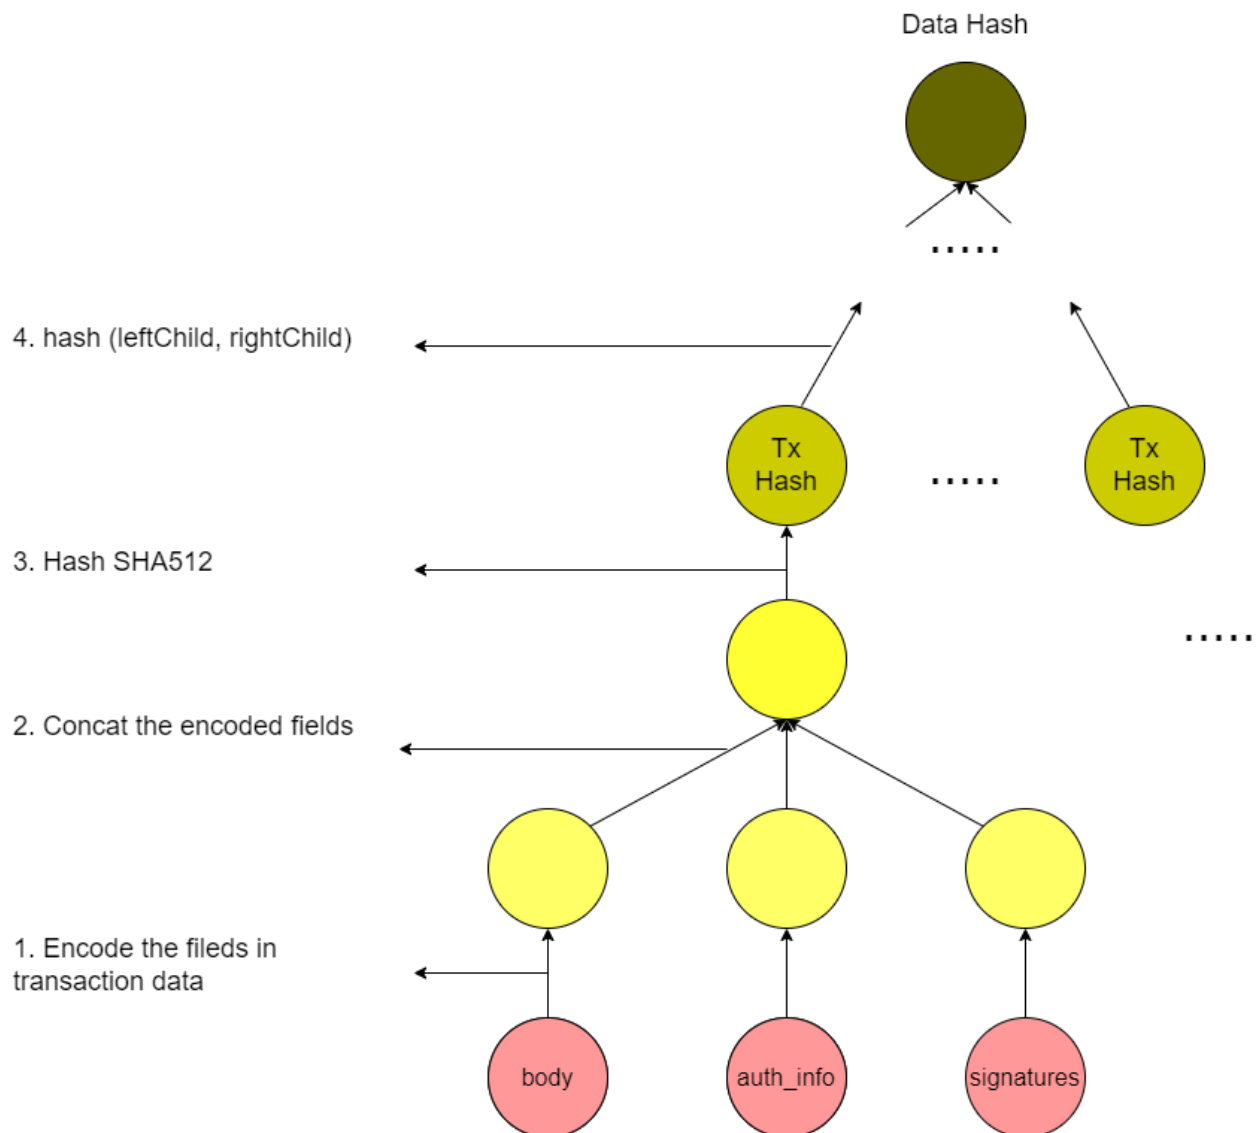 Data Hash
.....
4. hash (leftChild, rightChild)
Tx
Hash
.....
Tx
Hash
3. Hash SHA512
.....
2. Concat the encoded fields
1. Encode the fileds in
transaction data
body
auth_info
signatures